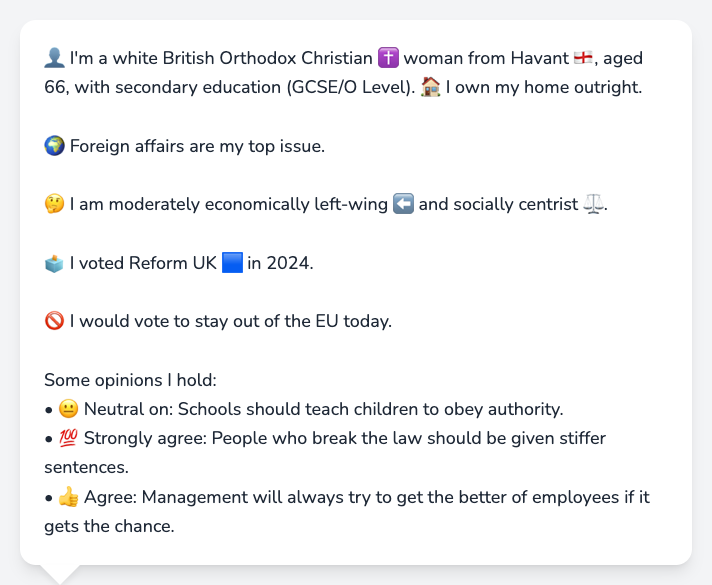 👤 I'm a white British Orthodox Christian ✝️ woman from Havant 🏴󠁧󠁢󠁥󠁮󠁧󠁿, aged
66, with secondary education (GCSE/O Level). 🏠 I own my home outright.
🌍 Foreign affairs are my top issue.
🤔 I am moderately economically left-wing ⬅️ and socially centrist ⚖️.
🗳️ I voted Reform UK 🟦 in 2024.
🚫 I would vote to stay out of the EU today.
Some opinions I hold:
• 😐 Neutral on: Schools should teach children to obey authority.
• 💯 Strongly agree: People who break the law should be given stiffer
sentences.
• 👍 Agree: Management will always try to get the better of employees if it
gets the chance.